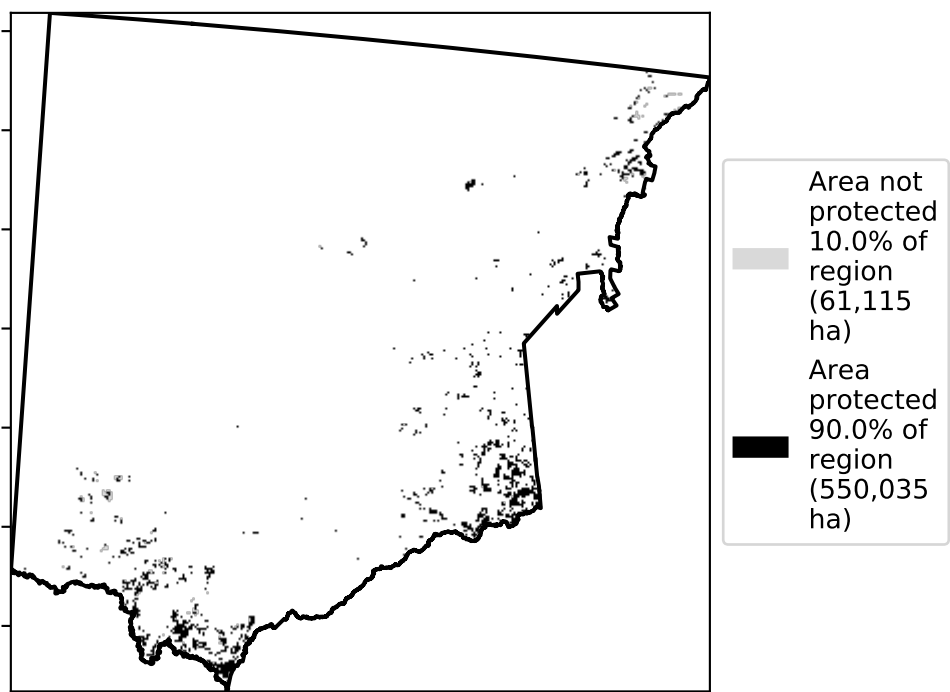 Area not
protected
10.0% of
region
(61,115
ha)
Area
protected
90.0% of
region
(550,035
ha)